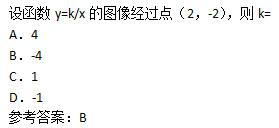 设函数 y=k/x 的图像经过点（2，-2），则 k=
A．4
B．-4
C．1
D．-1
参考答案：B